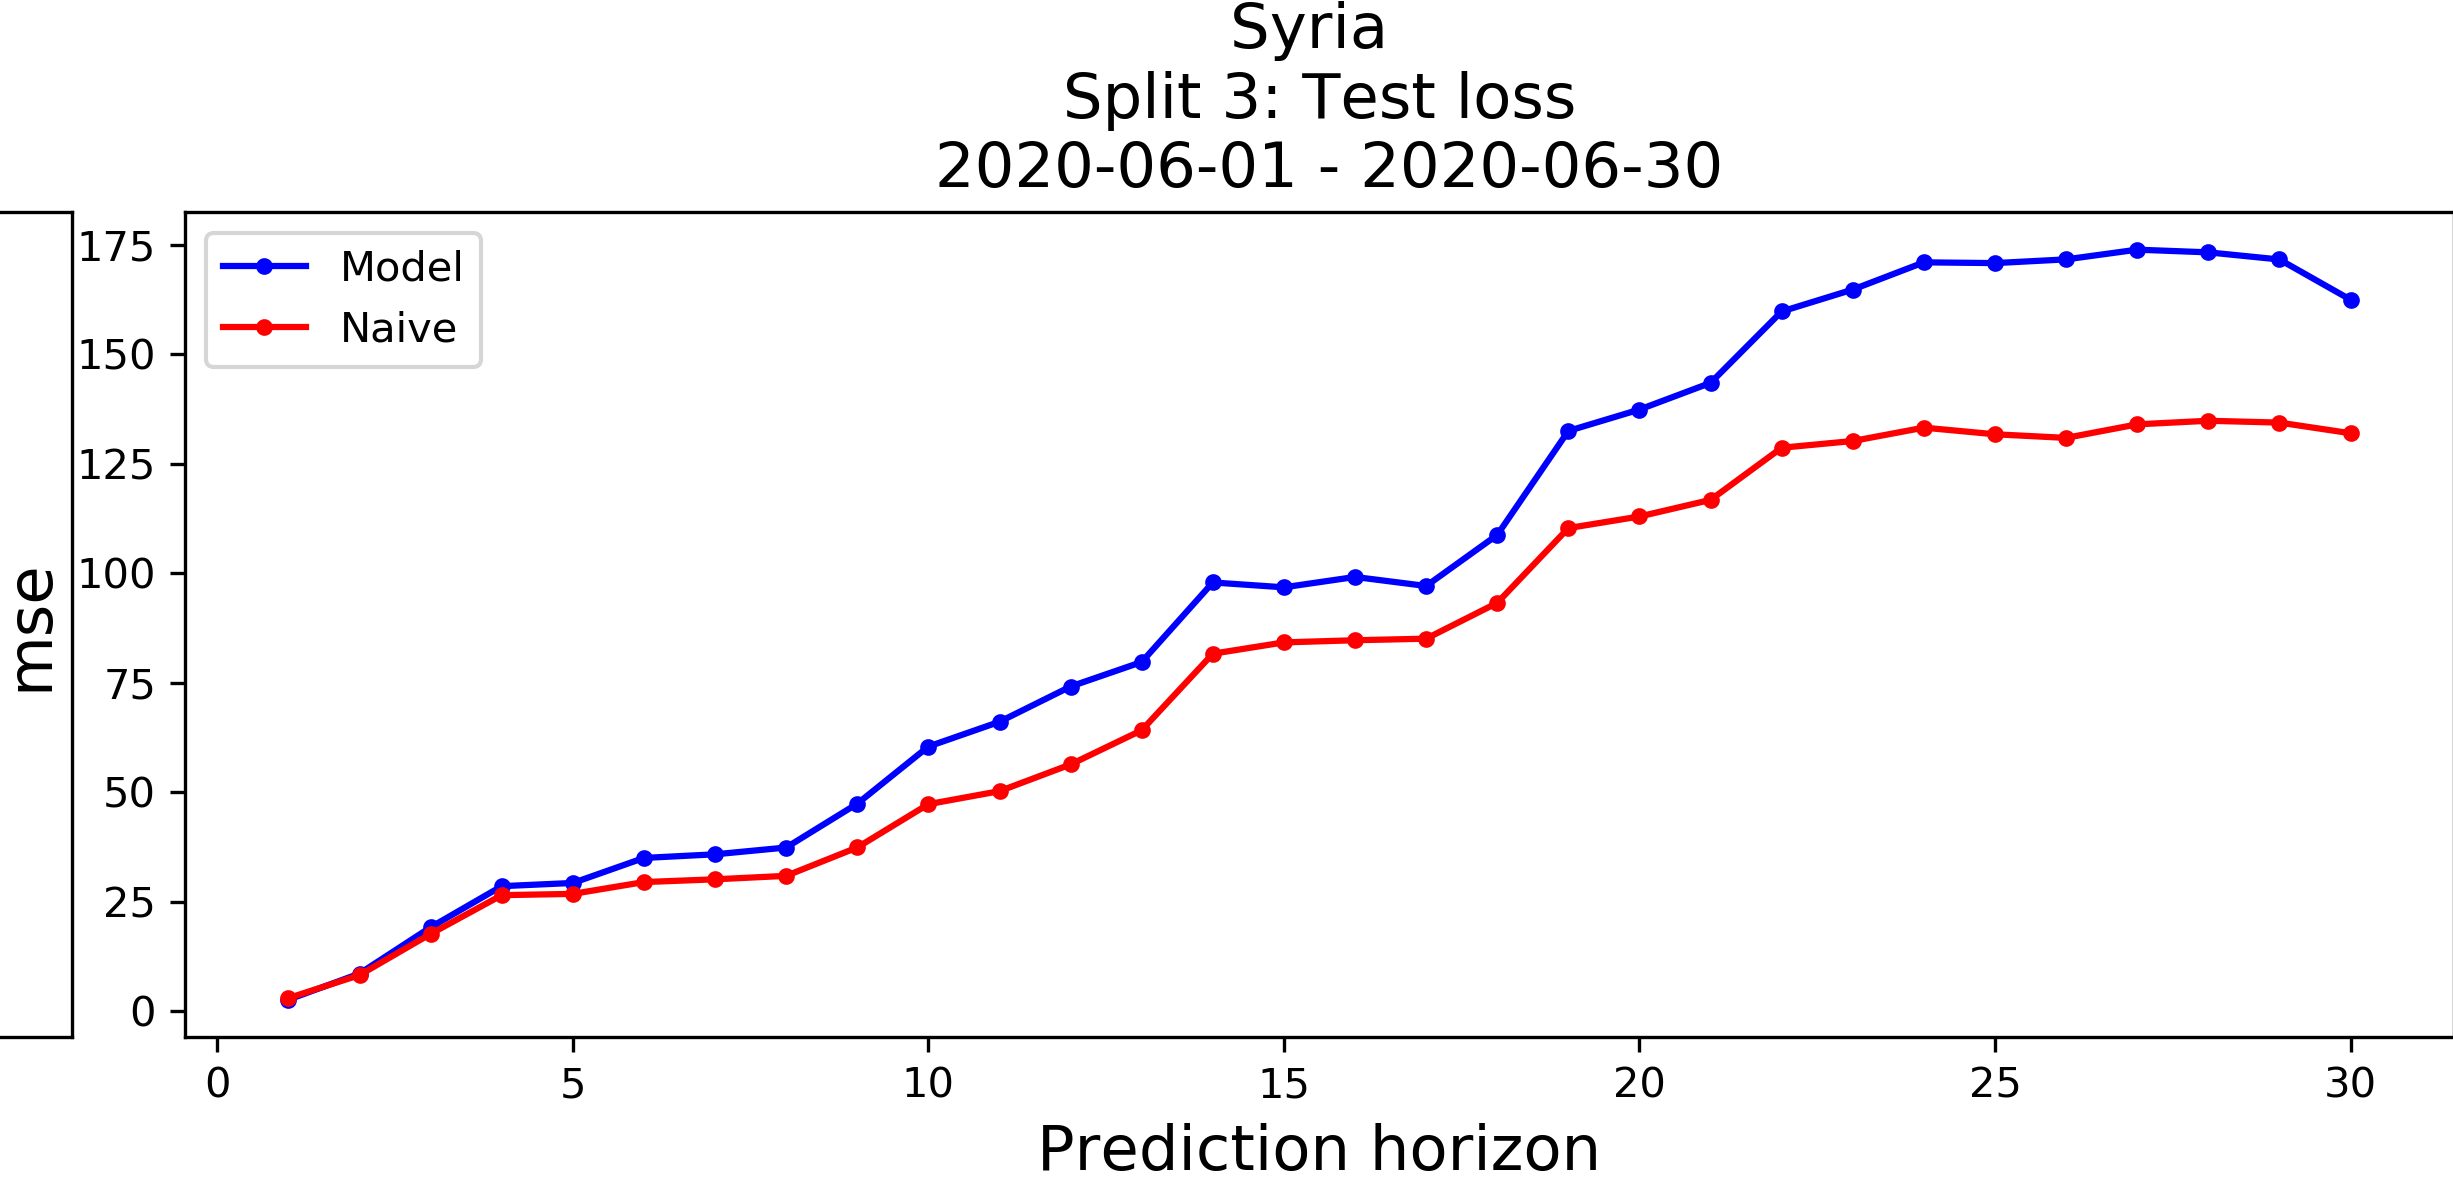 Syria
Split 3: Test loss
2020-06-01 - 2020-06-30
mse
175
150
125
100
75
50
25
0
Model
Naive
0 5 10 15 20 25 30
Prediction horizon